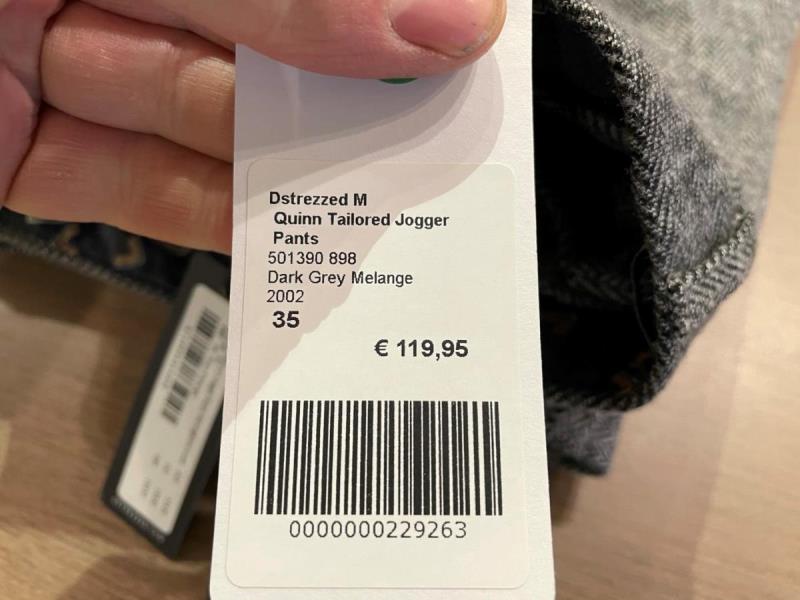 Dstrezzed M
Quinn Tailored Jogger
Pants
501390 898
Dark Grey Melange
2002
35
€ 119,95
0000000229263